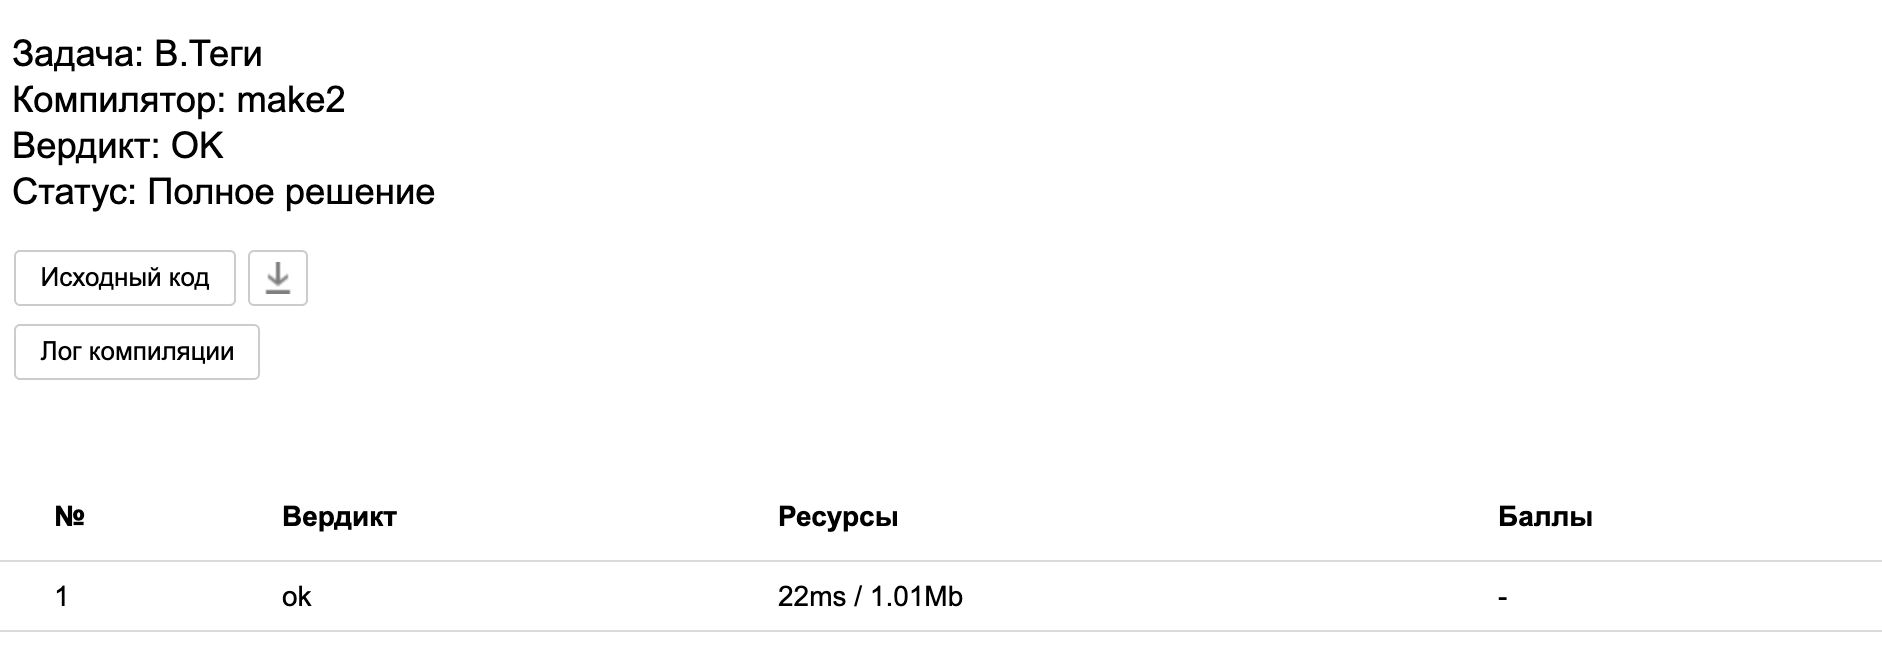 Задача: B.Теги
Компилятор: make2
Вердикт: OK
Статус: Полное решение
Исходный код
Лог компиляции
№ Вердикт Ресурсы Баллы
1 ok 22ms / 1.01Mb -